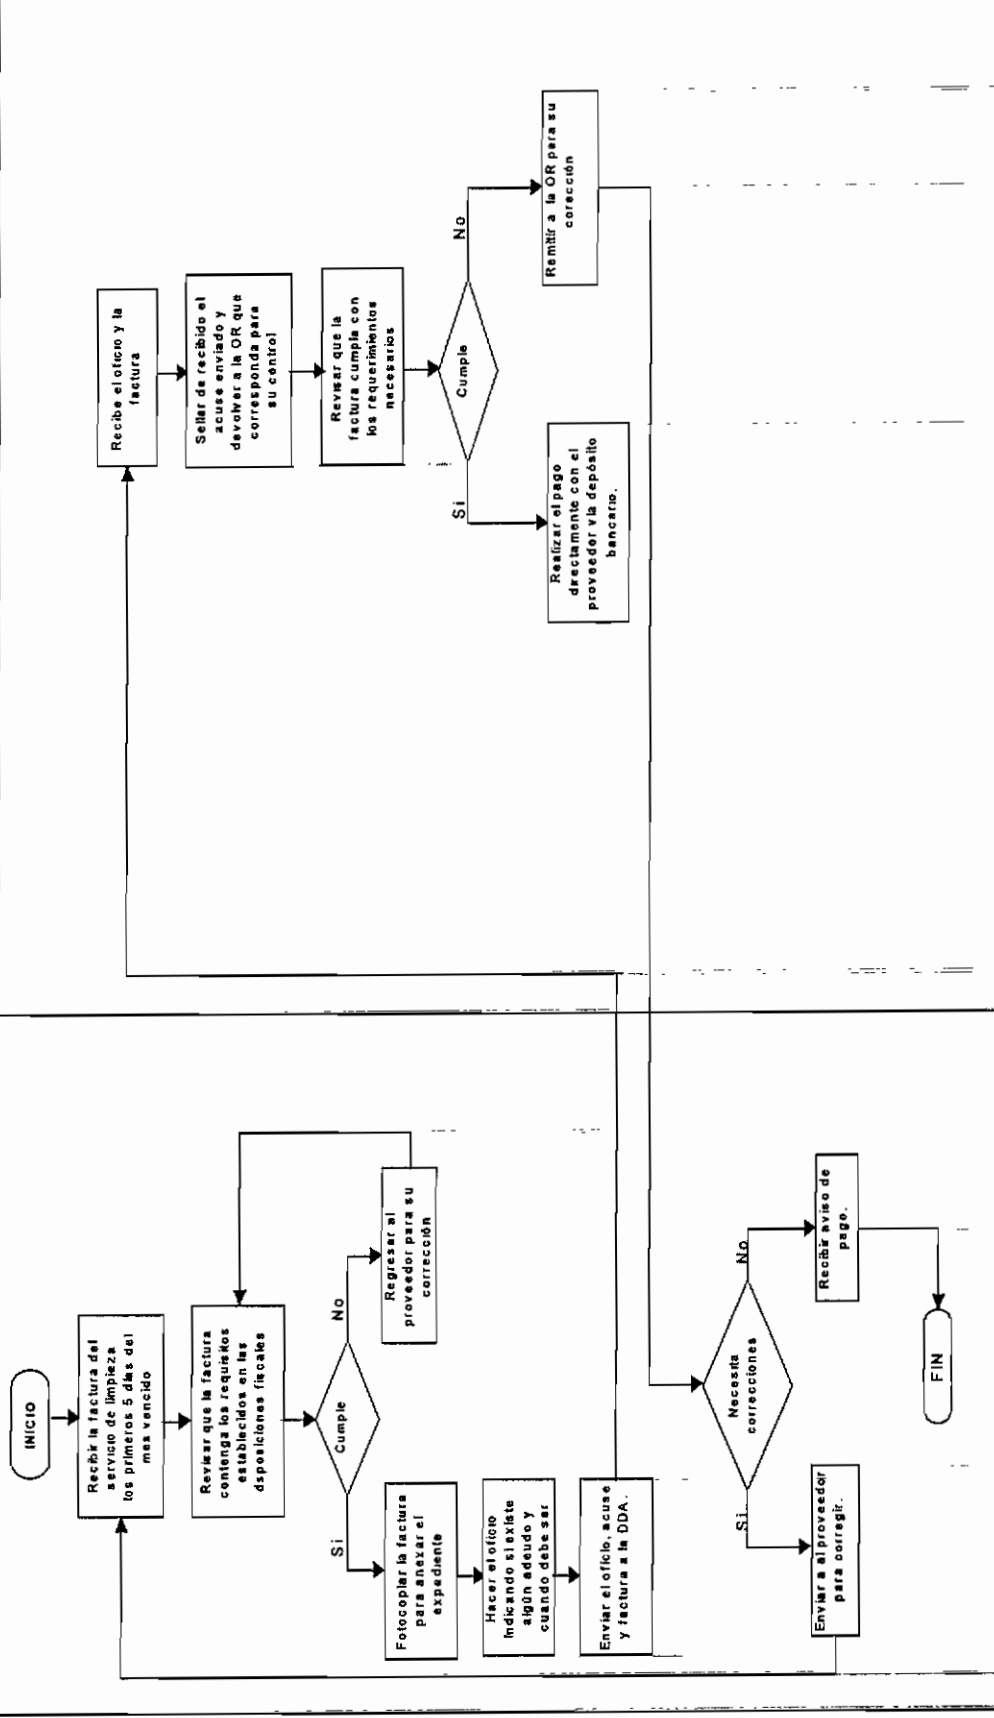 INICIO
Recibir la factura del
servicio de limpieza
los primeros 5 días del
mes vencido
Revisar que la factura
contenga los requisitos
establecidos en las
dsposiciones fiscales
Cumple
Si
No
Regresar al
proveedor para su
corrección
Fotocopiar la factura
para anexar el
expediente
Hacer el oficio
Indicando si existe
algún adeudo y
cuando debe ser
Enviar el oficio, acuse
y factura a la DDA.
Recibe el oficio y la
factura
Sellar de recibido el
acuse enviado y
devolver a la OR que
corresponda para
su control
Revisar que la
factura cumpla con
los requerimientos
necesarios
Cumple
Si
No
Realizar el pago
directamente con el
proveedor vía depósito
bancario.
Remitir a la OR para su
corección
Necesita
correcciones
Si
No
Enviar a al proveedor
para corregir.
Recibir aviso de
pago.
FIN